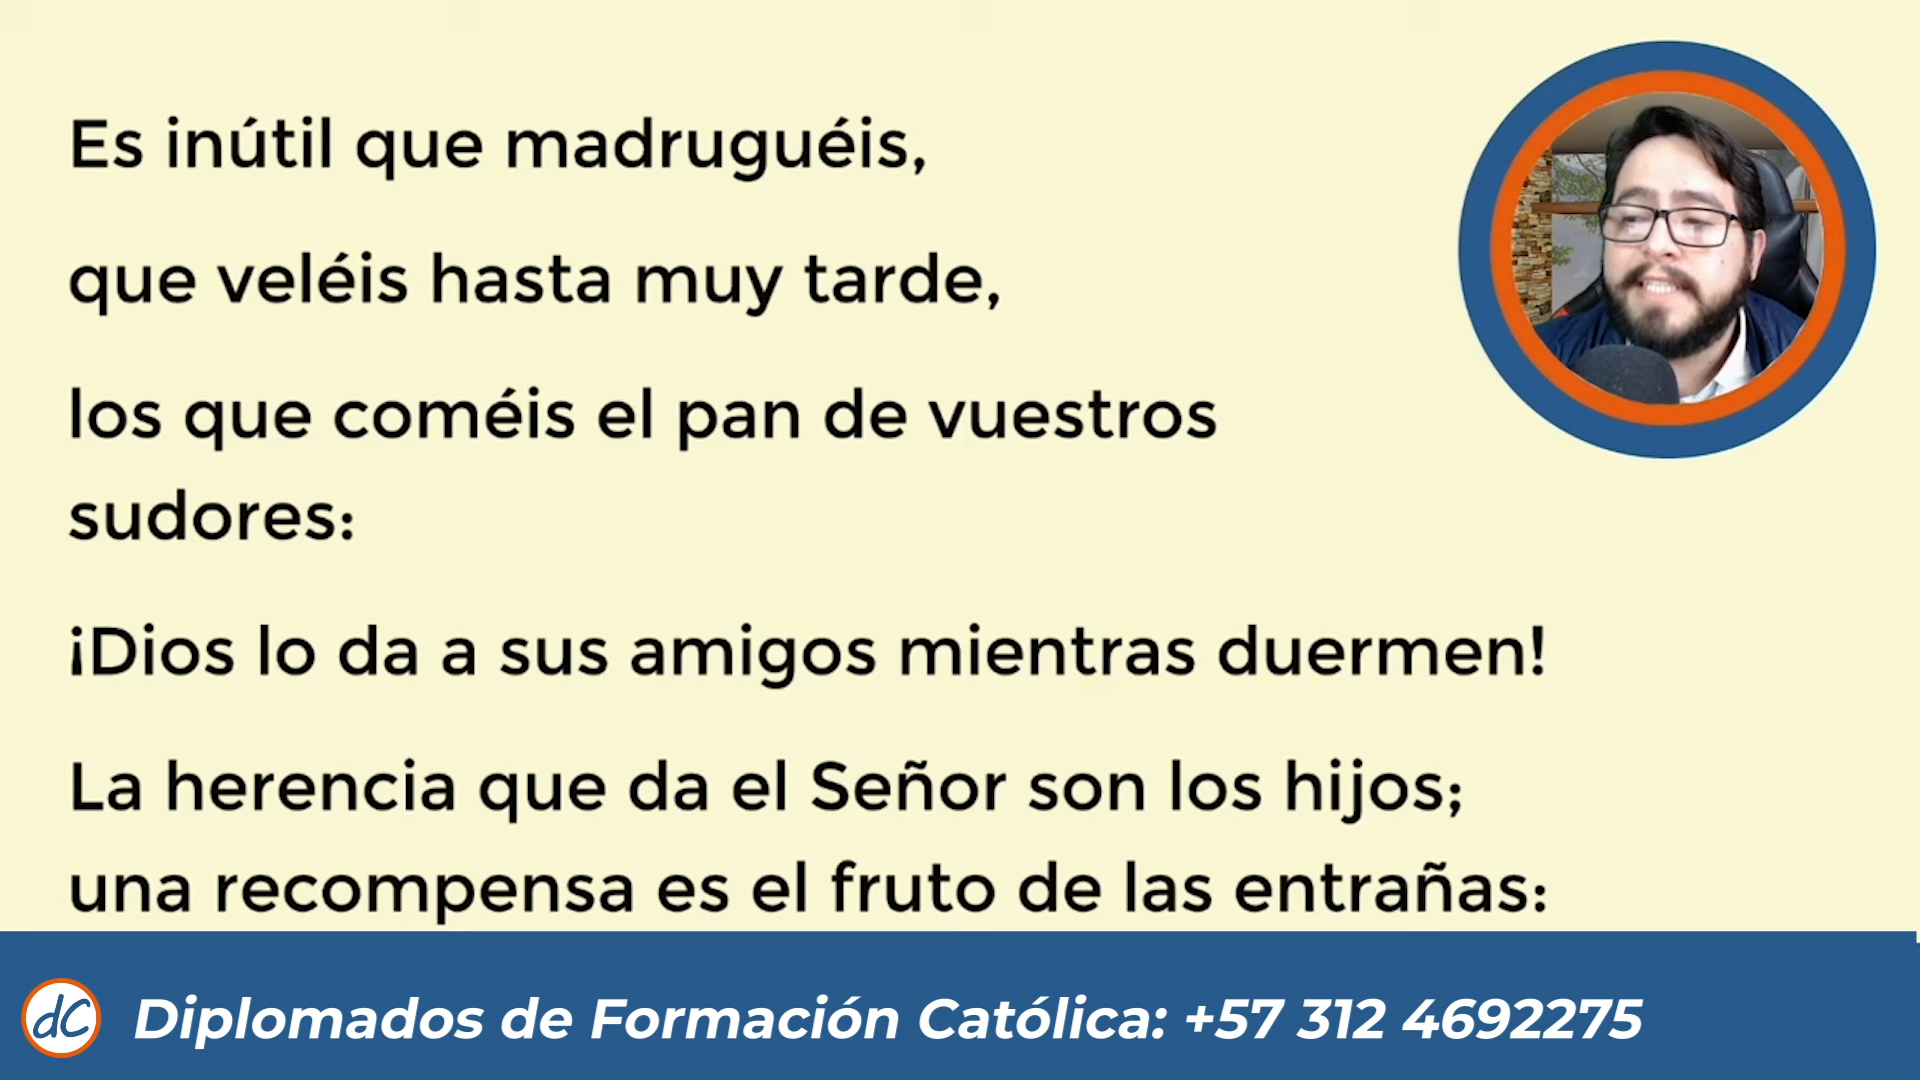 Es inútil que madruguéis,
que veléis hasta muy tarde,
los que coméis el pan de vuestros
sudores:
¡Dios lo da a sus amigos mientras duermen!
La herencia que da el Señor son los hijos;
una recompensa es el fruto de las entrañas:
dC Diplomados de Formación Católica: +57 312 4692275